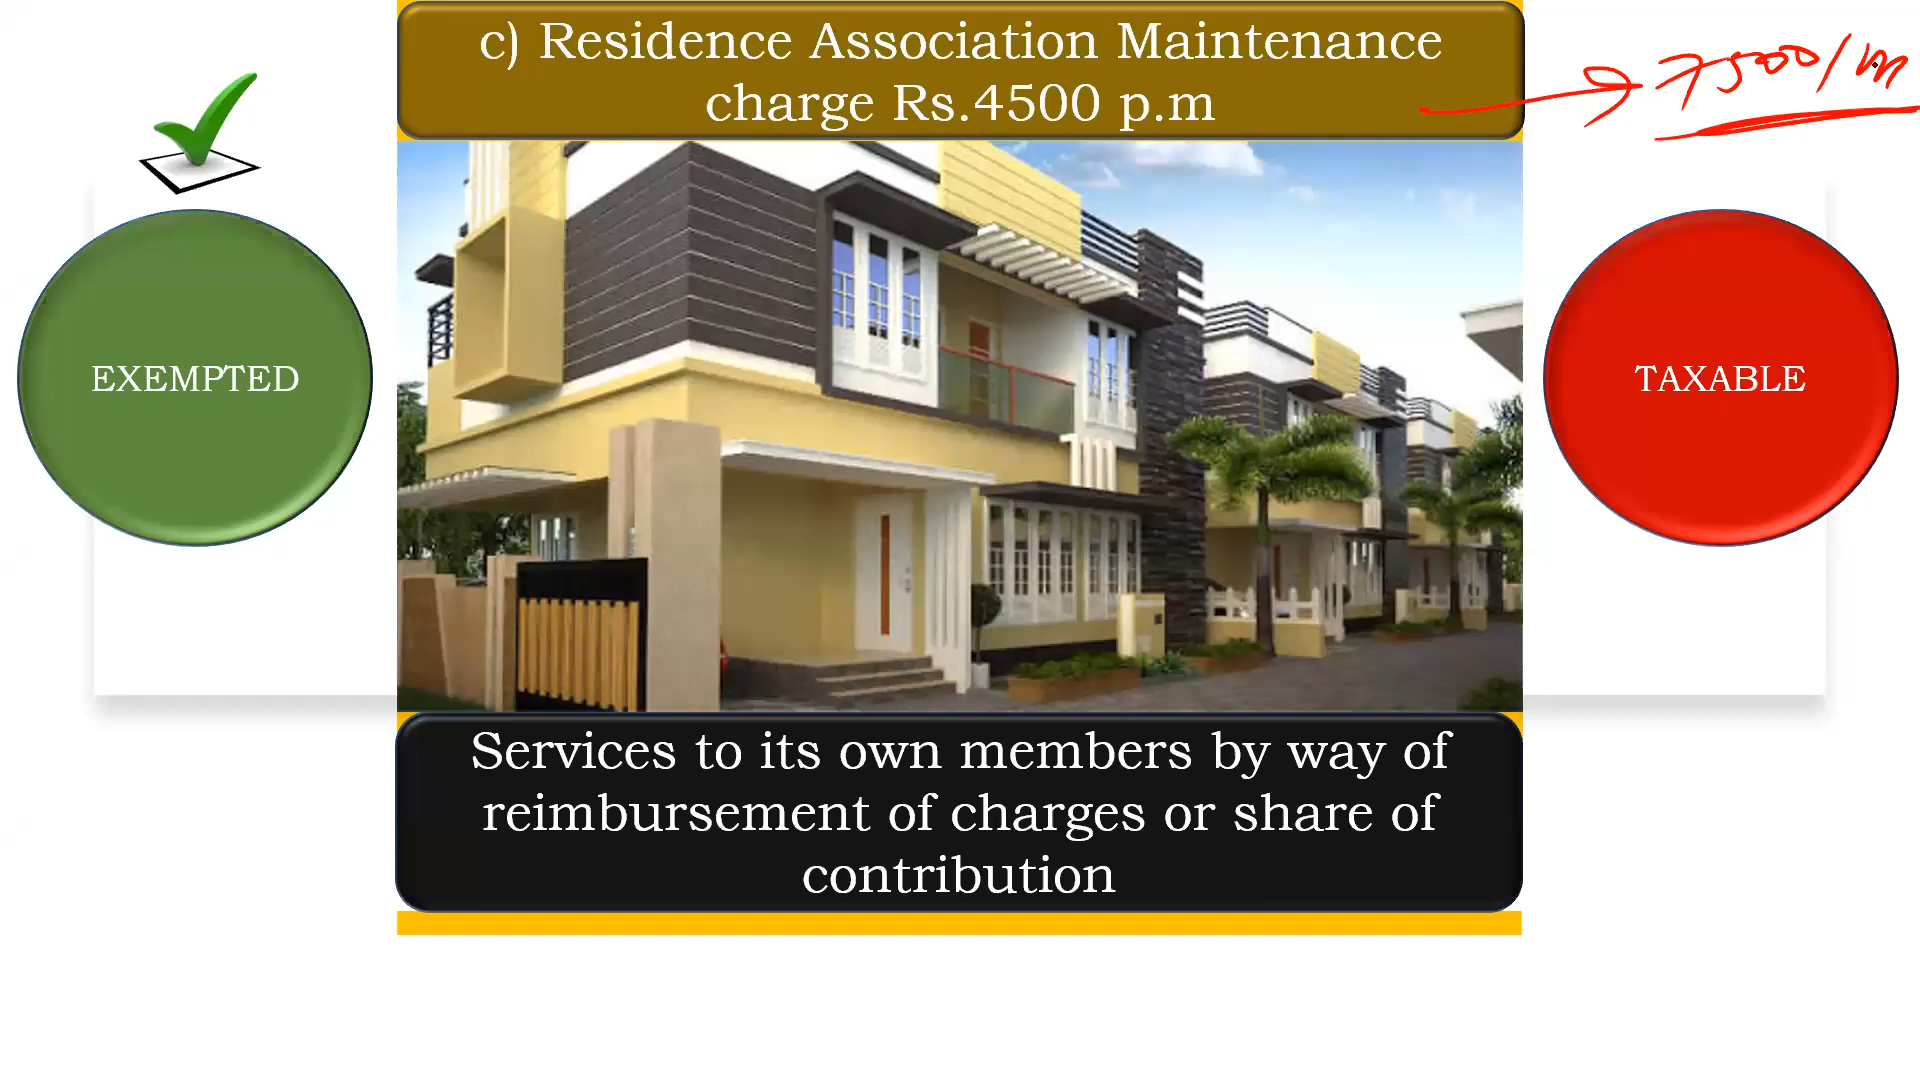 c) Residence Association Maintenance
charge Rs.4500 p.m
7500/m
EXEMPTED
TAXABLE
Services to its own members by way of
reimbursement of charges or share of
contribution